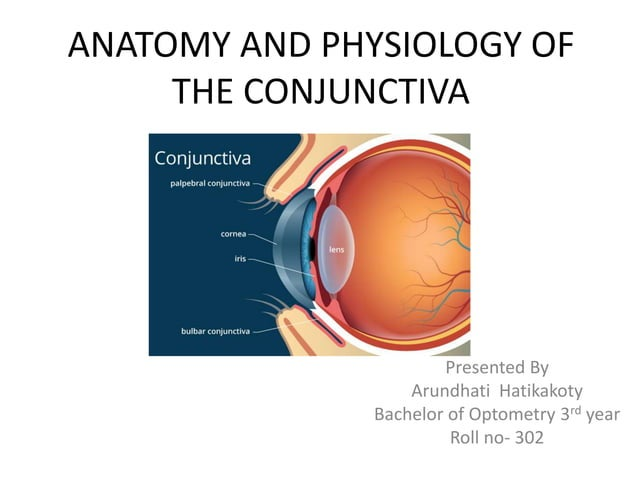 ANATOMY AND PHYSIOLOGY OF
THE CONJUNCTIVA
Conjunctiva
palpebral conjunctiva
cornea
lens
iris
bulbar conjunctiva
Presented By
Arundhati Hatikakoty
Bachelor of Optometry 3rd year
Roll no- 302